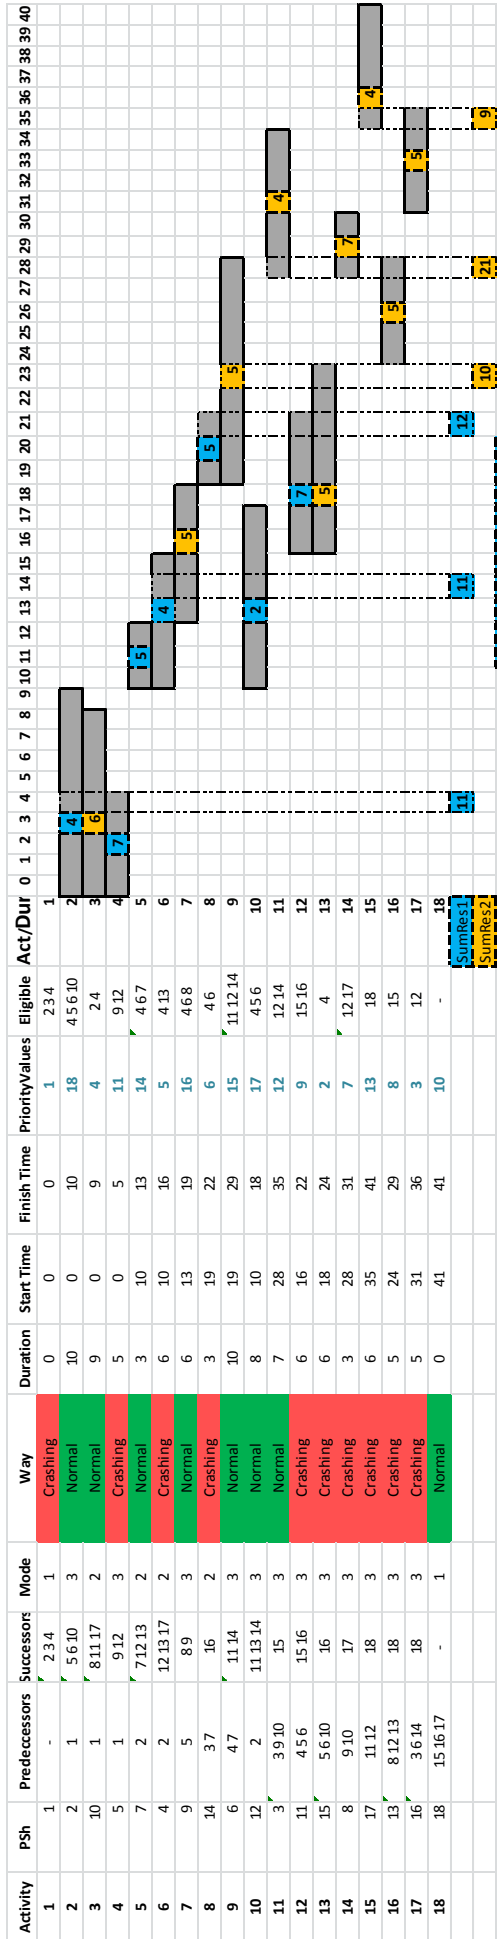 Activity PSh Predeccessors Successors Mode Way Duration Start Time Finish Time PriorityValues Eligible Act/Dur 0 1 2 3 4 5 6 7 8 9 10 11 12 13 14 15 16 17 18 19 20 21 22 23 24 25 26 27 28 29 30 31 32 33 34 35 36 37 38 39 40
1 1 - 2 3 4 1 Crashing 0 0 0 1 2 3 4 1
2 2 1 5 6 10 3 Normal 10 0 10 18 4 5 6 10 2 4
3 10 1 8 11 17 2 Normal 9 0 9 4 2 4 3 6
4 5 1 9 12 3 Crashing 5 0 5 11 9 12 4 7
5 7 2 7 12 13 2 Normal 3 10 13 14 4 6 7 5 5
6 4 2 12 13 17 2 Crashing 6 10 16 5 4 13 6 4
7 9 5 8 9 3 Normal 6 13 19 16 4 6 8 7 5
8 14 3 7 16 2 Crashing 3 19 22 6 4 6 8 5
9 6 4 7 11 14 3 Normal 10 19 29 15 11 12 14 9 5
10 12 2 11 13 14 3 Normal 8 10 18 17 4 5 6 10 2
11 3 3 9 10 15 3 Normal 7 28 35 12 12 14 11 4
12 11 4 5 6 15 16 3 Crashing 6 16 22 9 15 16 12 7
13 15 5 6 10 16 3 Crashing 6 18 24 2 4 13 5
14 8 9 10 17 3 Crashing 3 28 31 7 12 17 14 7
15 17 11 12 18 3 Crashing 6 35 41 13 18 15 4
16 13 8 12 13 18 3 Crashing 5 24 29 8 15 16 5
17 16 3 6 14 18 3 Crashing 5 31 36 3 12 17 5
18 18 15 16 17 - 1 Normal 0 41 41 10 - 18
SumRes1 11 11 12
SumRes2 10 21 9